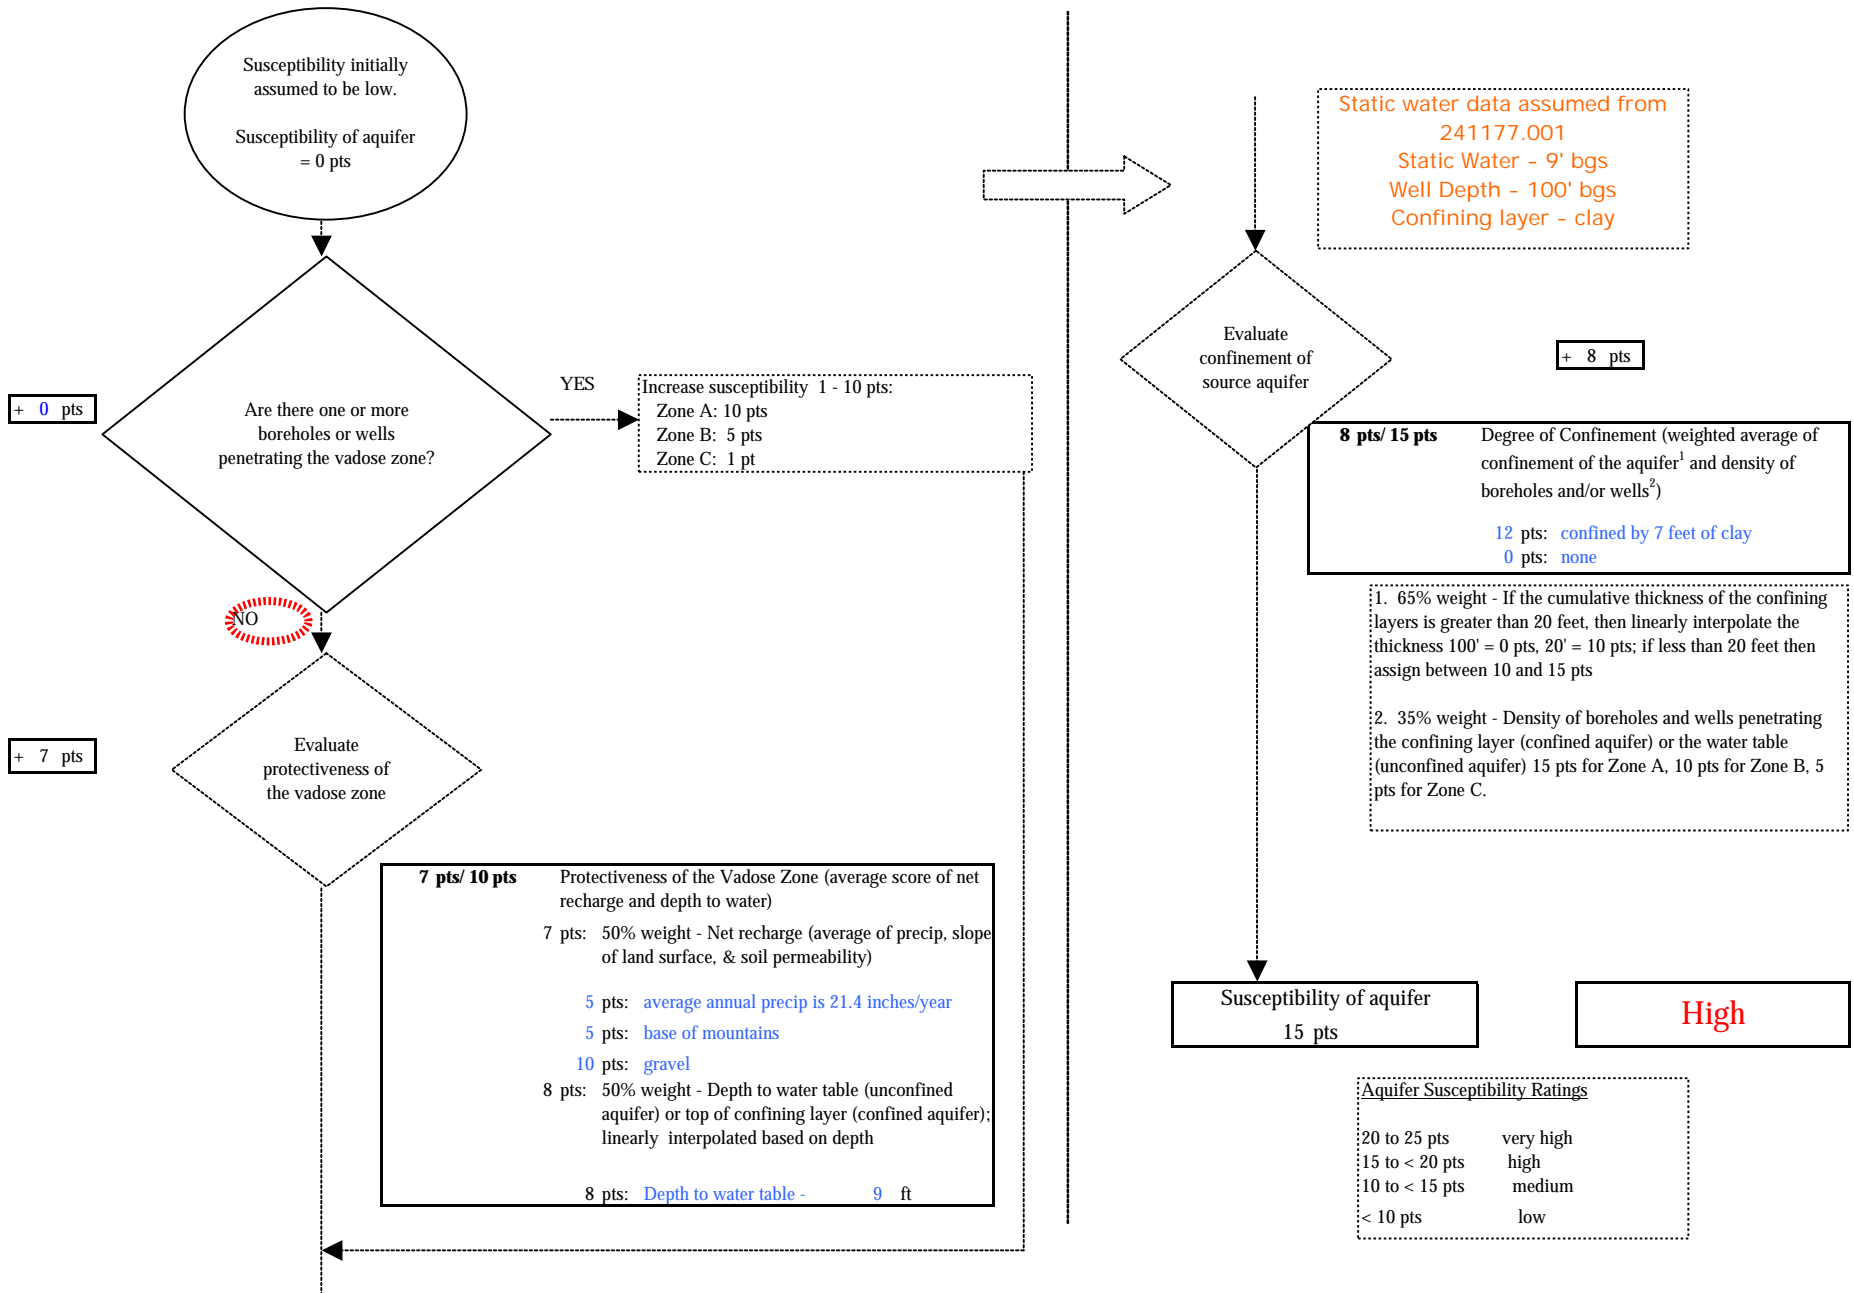 Susceptibility initially
assumed to be low.
Susceptibility of aquifer
= 0 pts
+ 0 pts
Are there one or more
boreholes or wells
penetrating the vadose zone?
YES
Increase susceptibility 1 - 10 pts:
Zone A: 10 pts
Zone B: 5 pts
Zone C: 1 pt
NO
+ 7 pts
Evaluate
protectiveness of
the vadose zone
7 pts/ 10 pts Protectiveness of the Vadose Zone (average score of net
recharge and depth to water)
7 pts: 50% weight - Net recharge (average of precip, slope
of land surface, & soil permeability)
5 pts: average annual precip is 21.4 inches/year
5 pts: base of mountains
10 pts: gravel
8 pts: 50% weight - Depth to water table (unconfined
aquifer) or top of confining layer (confined aquifer);
linearly interpolated based on depth
8 pts: Depth to water table - 9 ft
Static water data assumed from
241177.001
Static Water - 9' bgs
Well Depth - 100' bgs
Confining layer - clay
Evaluate
confinement of
source aquifer
+ 8 pts
8 pts/ 15 pts Degree of Confinement (weighted average of
confinement of the aquifer1 and density of
boreholes and/or wells2)
12 pts: confined by 7 feet of clay
0 pts: none
1. 65% weight - If the cumulative thickness of the confining
layers is greater than 20 feet, then linearly interpolate the
thickness 100' = 0 pts, 20' = 10 pts; if less than 20 feet then
assign between 10 and 15 pts
2. 35% weight - Density of boreholes and wells penetrating
the confining layer (confined aquifer) or the water table
(unconfined aquifer) 15 pts for Zone A, 10 pts for Zone B, 5
pts for Zone C.
Susceptibility of aquifer
15 pts
High
Aquifer Susceptibility Ratings
20 to 25 pts very high
15 to < 20 pts high
10 to < 15 pts medium
< 10 pts low